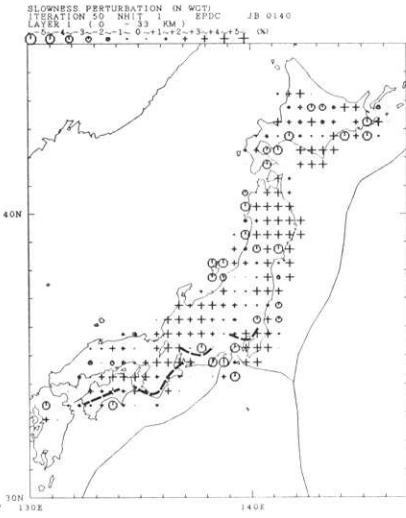 SLOWNESS PERTURBATION (N WGT)
ITERATION 50 NHIT 1 EPDC JB 0140
LAYER 1 ( 0 - 33 KM )
-5- -4- -3- -2- -1- 0 -+1- +2- +3- +4- +5- (%)
40N
30N
130E 140E